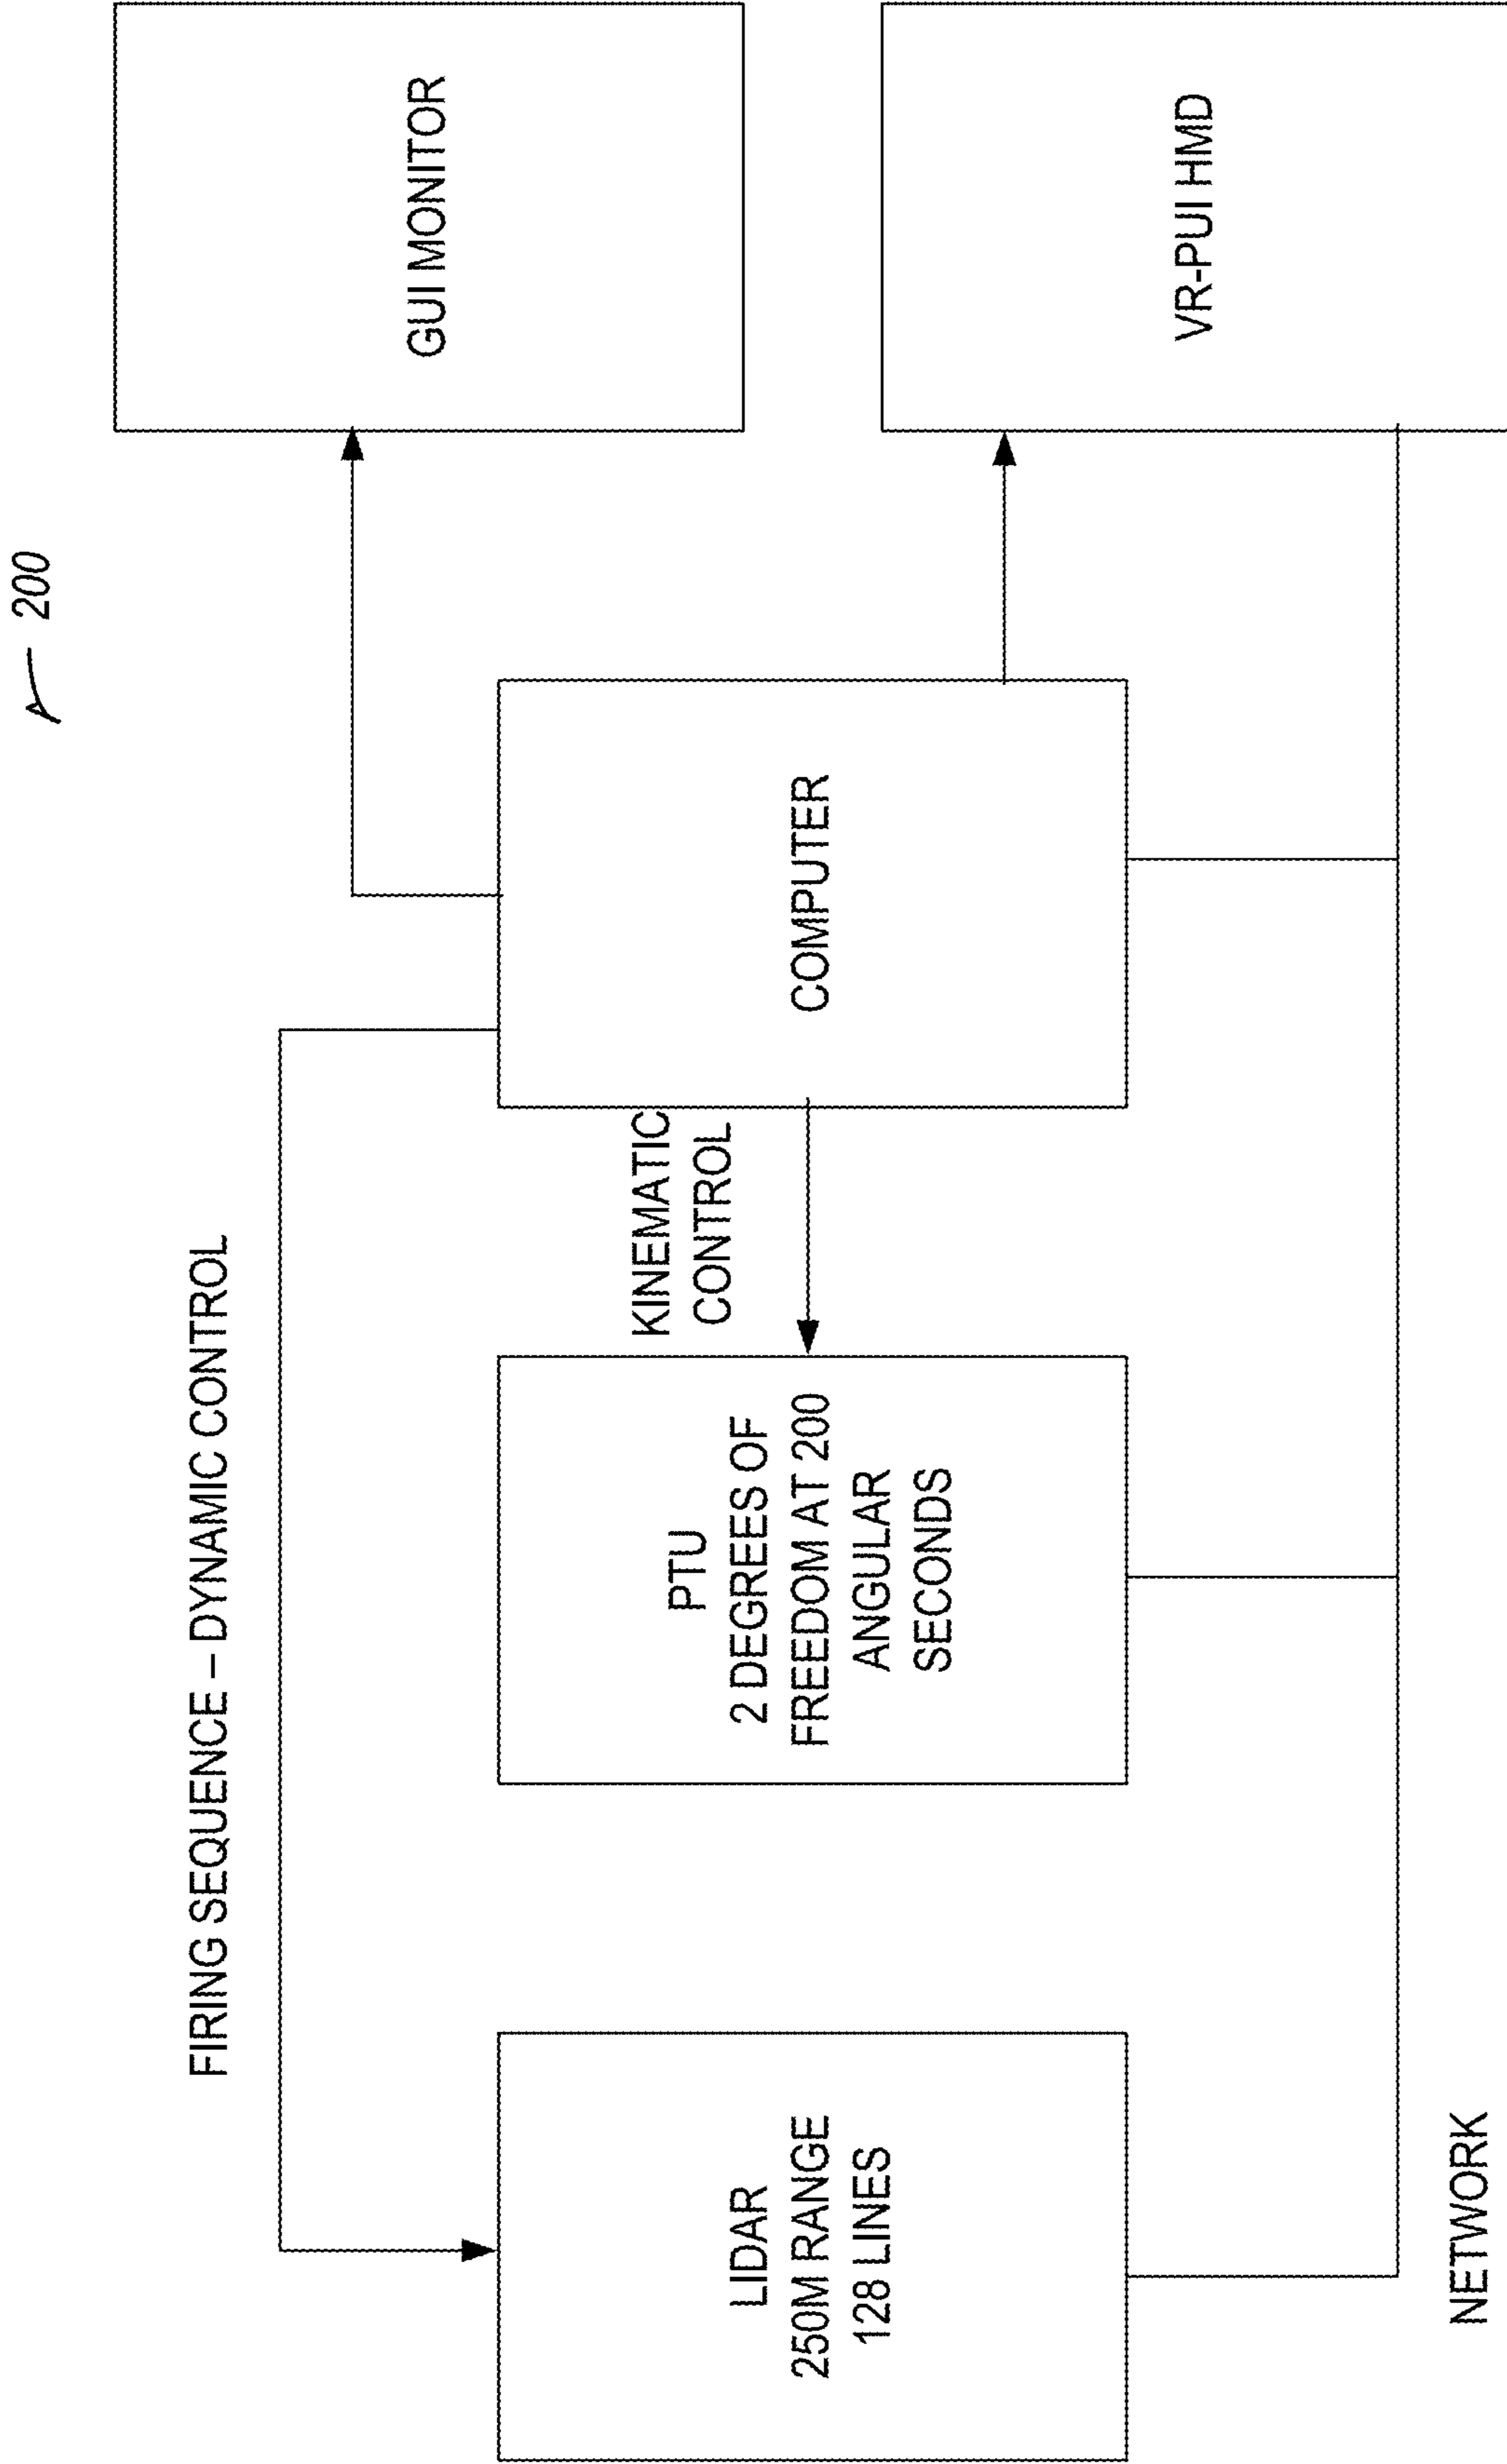 200
FIRING SEQUENCE – DYNAMIC CONTROL
GUI MONITOR
LIDAR
250M RANGE
128 LINES
PTU
2 DEGREES OF
FREEDOM AT 200
ANGULAR
SECONDS
KINEMATIC
CONTROL
COMPUTER
VR-PUI HMD
NETWORK